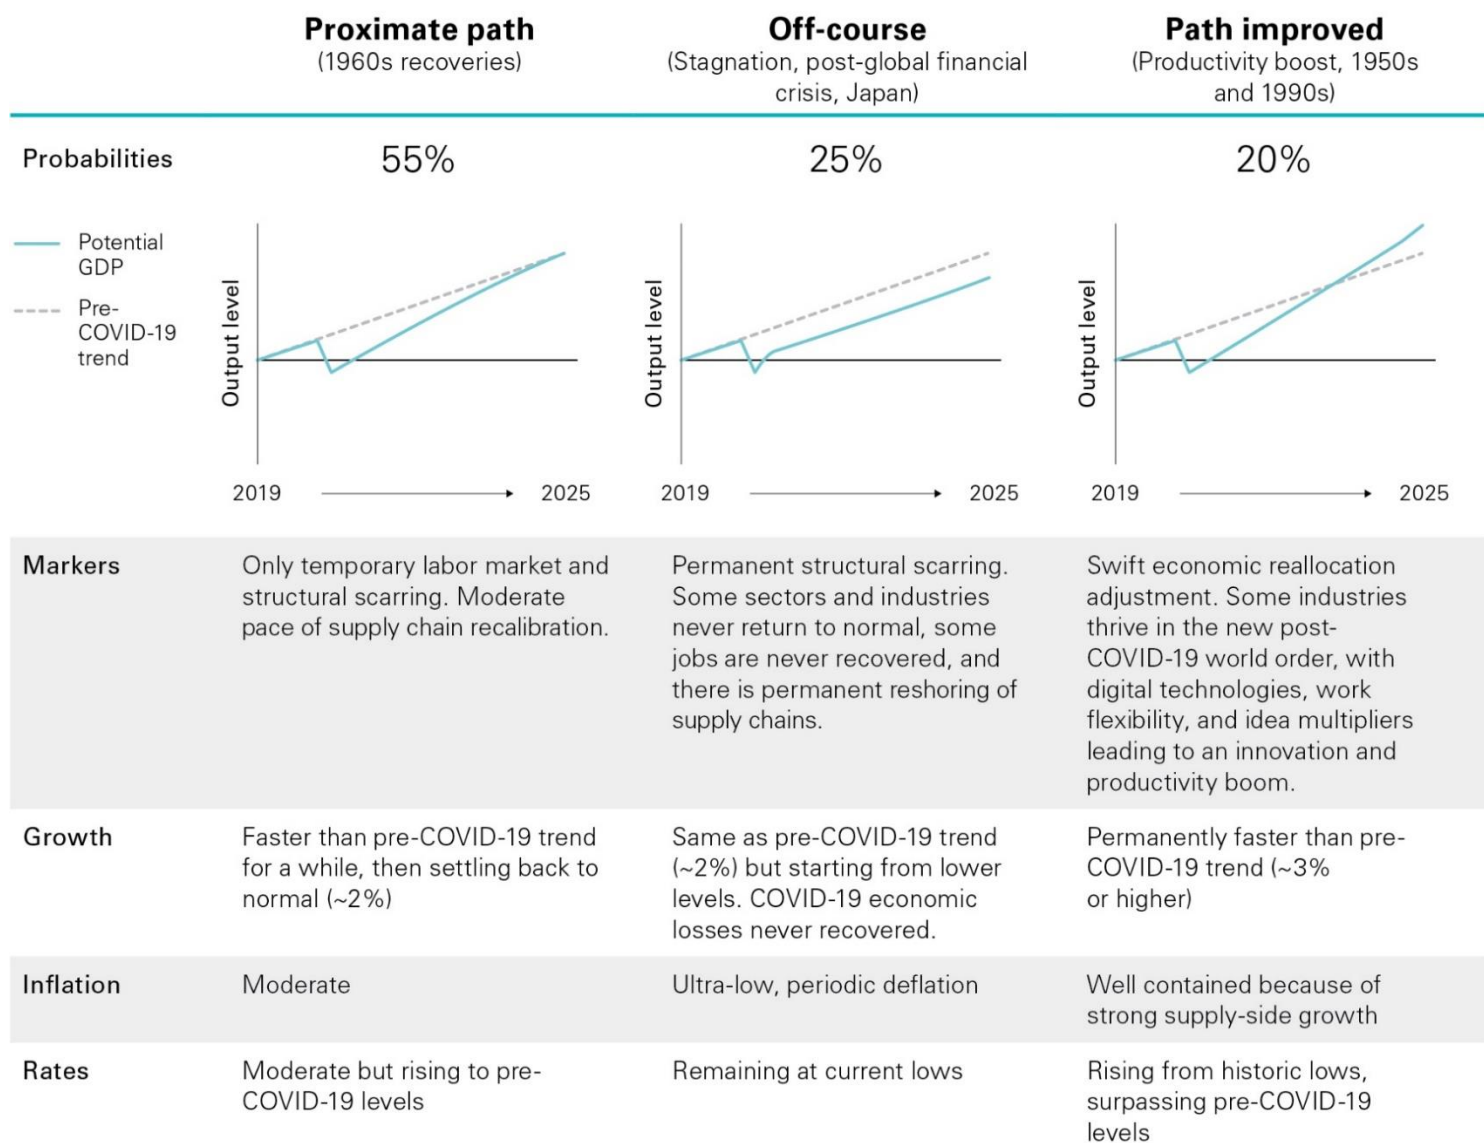 Proximate path
(1960s recoveries)
Off-course
(Stagnation, post-global financial
crisis, Japan)
Path improved
(Productivity boost, 1950s
and 1990s)
Probabilities
55%
25%
20%
Potential
GDP
Pre-
COVID-19
trend
Output level
2019
2025
Output level
2019
2025
Output level
2019
2025
Markers
Only temporary labor market and
structural scarring. Moderate
pace of supply chain recalibration.
Permanent structural scarring.
Some sectors and industries
never return to normal, some
jobs are never recovered, and
there is permanent reshoring of
supply chains.
Swift economic reallocation
adjustment. Some industries
thrive in the new post-
COVID-19 world order, with
digital technologies, work
flexibility, and idea multipliers
leading to an innovation and
productivity boom.
Growth
Faster than pre-COVID-19 trend
for a while, then settling back to
normal (~2%)
Same as pre-COVID-19 trend
(~2%) but starting from lower
levels. COVID-19 economic
losses never recovered.
Permanently faster than pre-
COVID-19 trend (~3%
or higher)
Inflation
Moderate
Ultra-low, periodic deflation
Well contained because of
strong supply-side growth
Rates
Moderate but rising to pre-
COVID-19 levels
Remaining at current lows
Rising from historic lows,
surpassing pre-COVID-19
levels